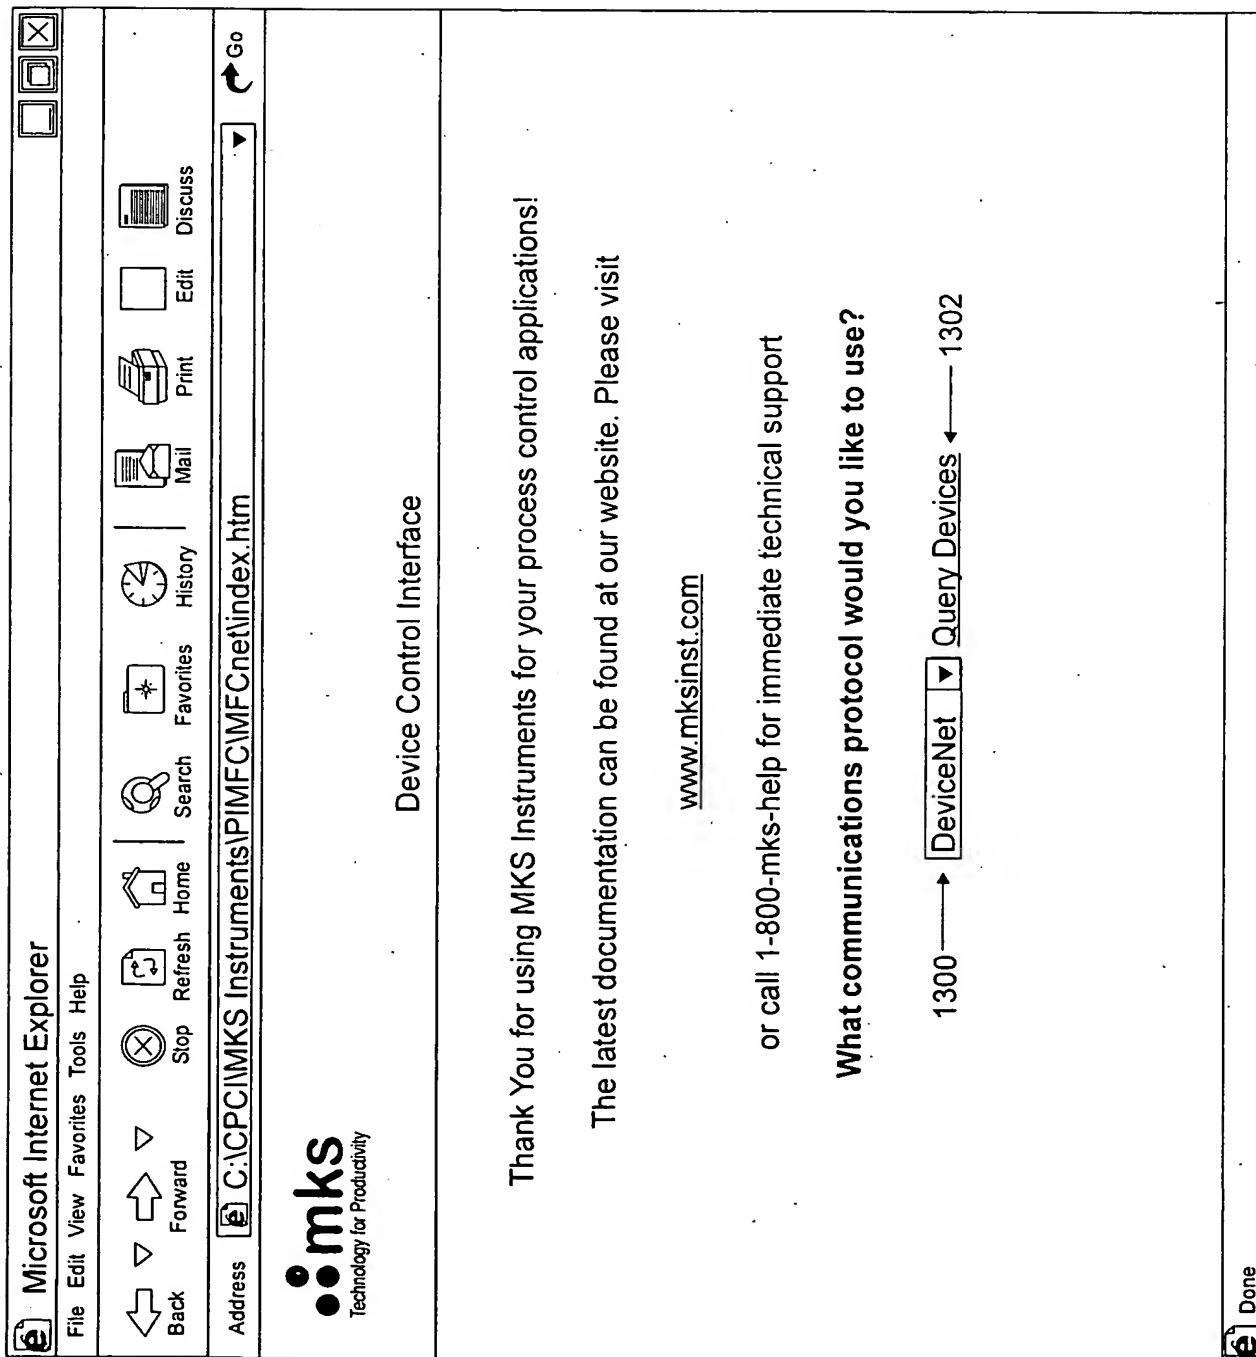 Microsoft Internet Explorer
File Edit View Favorites Tools Help
Back Forward Stop Refresh Home Search Favorites History Mail Print Edit Discuss
Address C:\CPCI\MKS Instruments\PIMFC\MFCnet\index.htm Go
mks
Technology for Productivity
Device Control Interface
Thank You for using MKS Instruments for your process control applications!
The latest documentation can be found at our website. Please visit
www.mksinst.com
or call 1-800-mks-help for immediate technical support
What communications protocol would you like to use?
1300 DeviceNet Query Devices 1302
Done